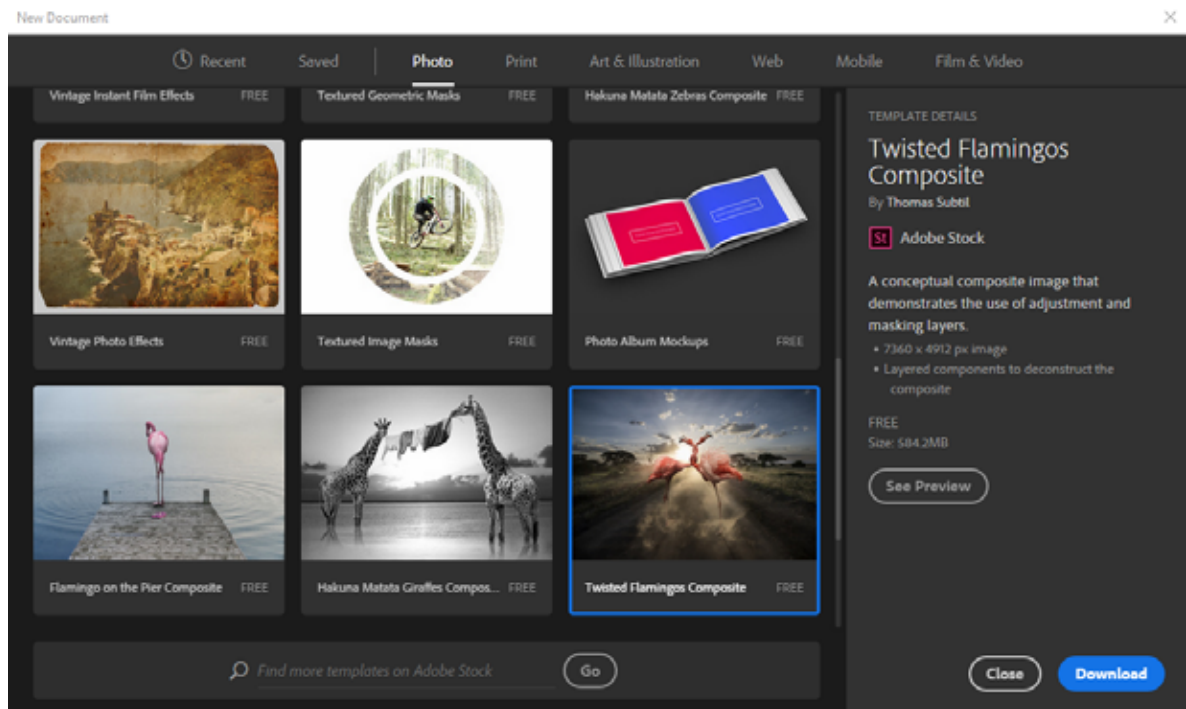 New Document
Recent Saved Photo Print Art & Illustration Web Mobile Film & Video
Vintage Instant Film Effects FREE Textured Geometric Masks FREE Hakuna Matata Zebras Composite FREE
Vintage Photo Effects FREE Textured Image Masks FREE Photo Album Mockups FREE
Flamingo on the Pier Composite FREE Hakuna Matata Giraffes Compos... FREE Twisted Flamingos Composite FREE
Find more templates on Adobe Stock Go
TEMPLATE DETAILS
Twisted Flamingos
Composite
By Thomas Subtil
St Adobe Stock
A conceptual composite image that
demonstrates the use of adjustment and
masking layers.
• 7360 x 4912 px image
• Layered components to deconstruct the
composite
FREE
Size: 584.2MB
See Preview
Close Download